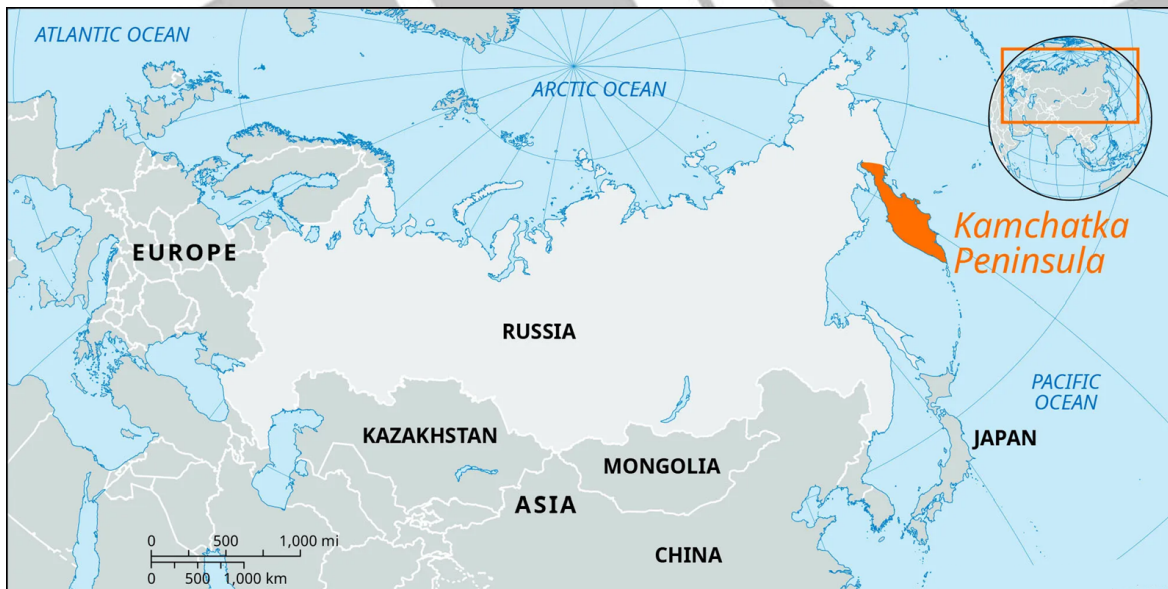 ATLANTIC OCEAN
ARCTIC OCEAN
Kamchatka
Peninsula
EUROPE
RUSSIA
PACIFIC
OCEAN
KAZAKHSTAN
JAPAN
MONGOLIA
ASIA
CHINA
0 500 1,000 mi
0 500 1,000 km